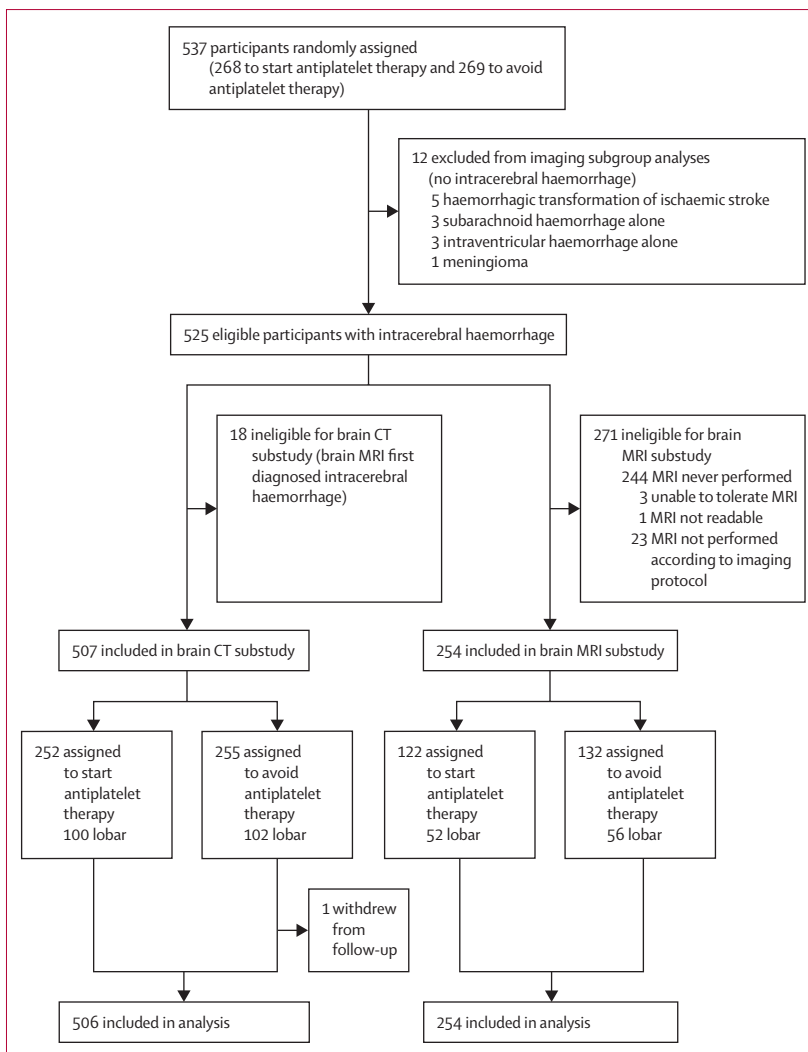 537 participants randomly assigned
(268 to start antiplatelet therapy and 269 to avoid
antiplatelet therapy)
12 excluded from imaging subgroup analyses
(no intracerebral haemorrhage)
5 haemorrhagic transformation of ischaemic stroke
3 subarachnoid haemorrhage alone
3 intraventricular haemorrhage alone
1 meningioma
525 eligible participants with intracerebral haemorrhage
18 ineligible for brain CT
substudy (brain MRI first
diagnosed intracerebral
haemorrhage)
271 ineligible for brain
MRI substudy
244 MRI never performed
3 unable to tolerate MRI
1 MRI not readable
23 MRI not performed
according to imaging
protocol
507 included in brain CT substudy
254 included in brain MRI substudy
252 assigned
to start
antiplatelet
therapy
100 lobar
255 assigned
to avoid
antiplatelet
therapy
102 lobar
122 assigned
to start
antiplatelet
therapy
52 lobar
132 assigned
to avoid
antiplatelet
therapy
56 lobar
1 withdrew
from
follow-up
506 included in analysis
254 included in analysis